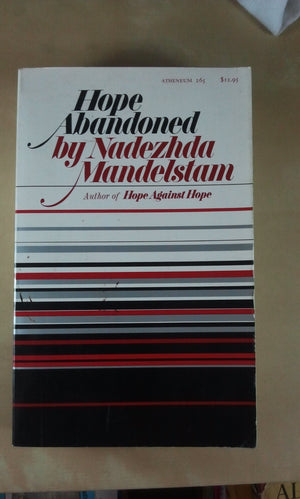 ATHENEUM 265 $12.95
Hope
Abandoned
by Nadezhda
Mandelstam
Author of Hope Against Hope